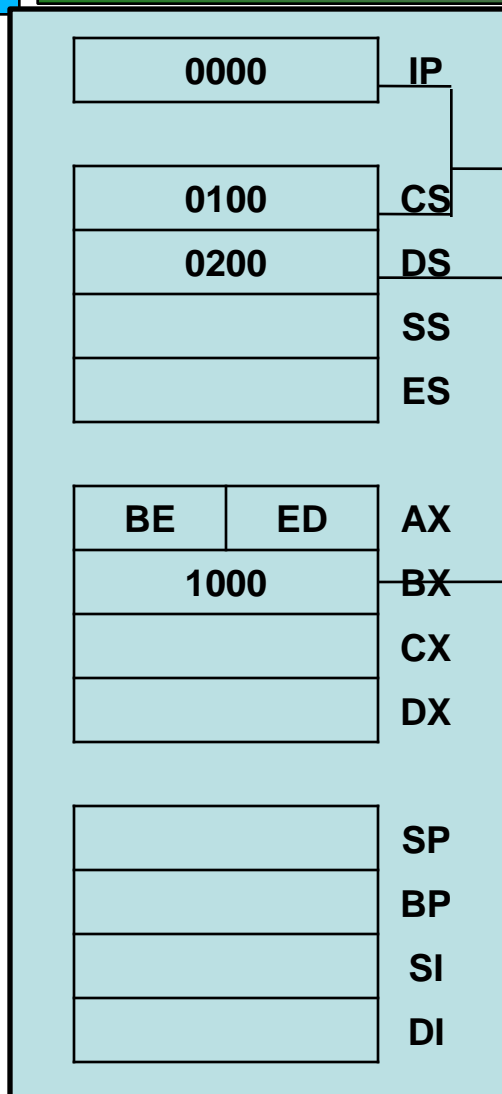 0000 IP
0100 CS
0200 DS
SS
ES
BE ED AX
1000 BX
CX
DX
SP
BP
SI
DI